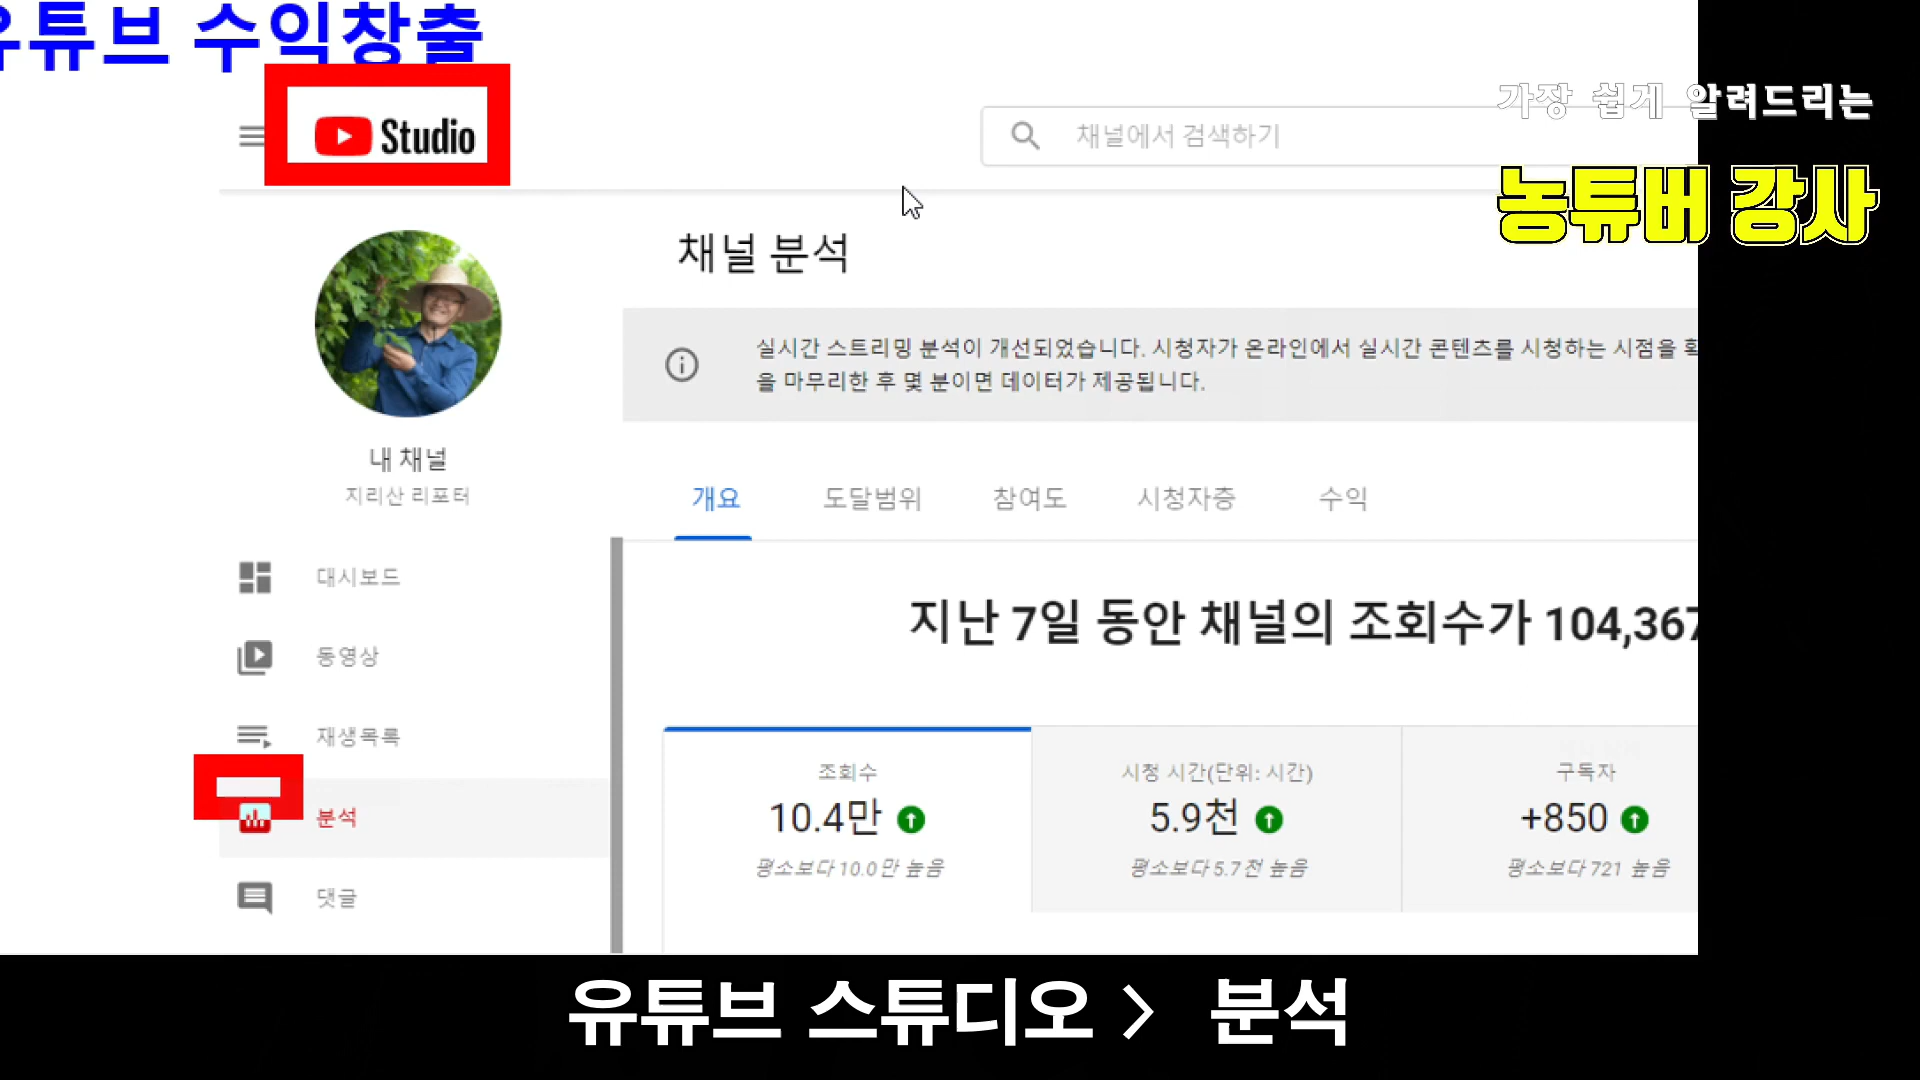 유튜브 수익창출
가장 쉽게 알려드리는
농튜버 강사
Studio
채널에서 검색하기
채널 분석
실시간 스트리밍 분석이 개선되었습니다. 시청자가 온라인에서 실시간 콘텐츠를 시청하는 시점을
을 마무리한 후 몇 분이면 데이터가 제공됩니다.
내 채널
지리산 리포터
개요 도달범위 참여도 시청자층 수익
대시보드
동영상
재생목록
분석
댓글
지난 7일 동안 채널의 조회수가 104,367
조회수
10.4만
평소보다 10.0만 높음
시청 시간(단위: 시간)
5.9천
평소보다 5.7천 높음
구독자
+850
평소보다 721 높음
유튜브 스튜디오 > 분석